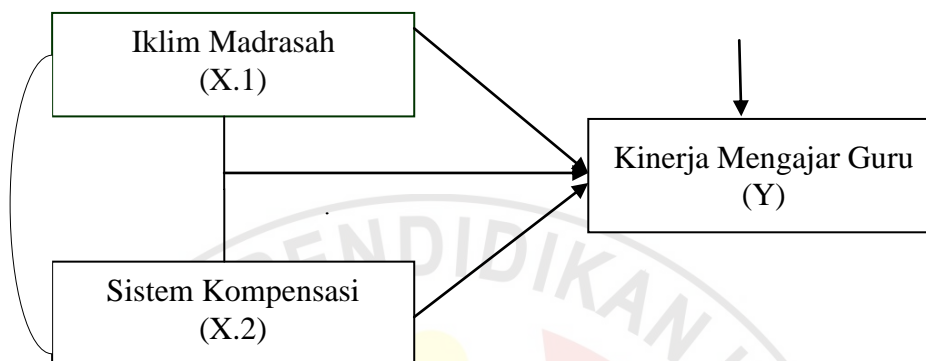 Iklim Madrasah
(X.1)
Kinerja Mengajar Guru
(Y)
Sistem Kompensasi
(X.2)